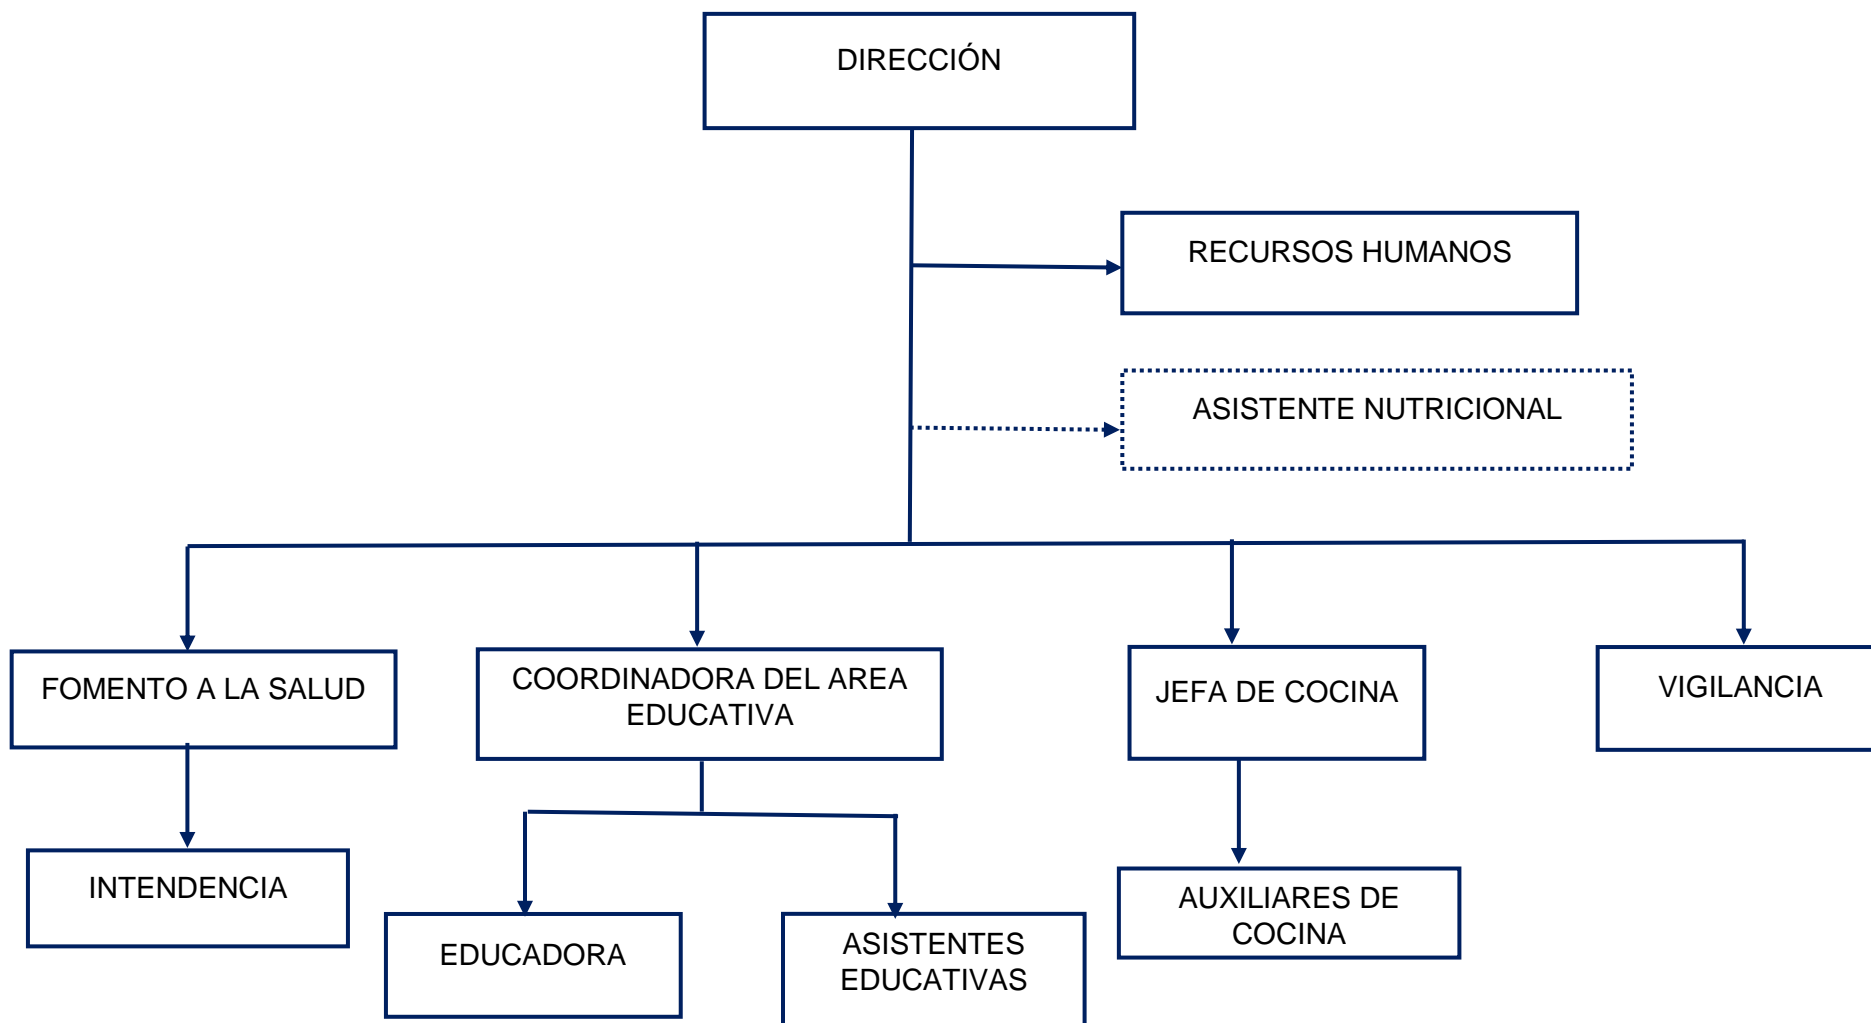 DIRECCIÓN
RECURSOS HUMANOS
ASISTENTE NUTRICIONAL
FOMENTO A LA SALUD
COORDINADORA DEL AREA
EDUCATIVA
JEFA DE COCINA
VIGILANCIA
INTENDENCIA
EDUCADORA
ASISTENTES
EDUCATIVAS
AUXILIARES DE
COCINA